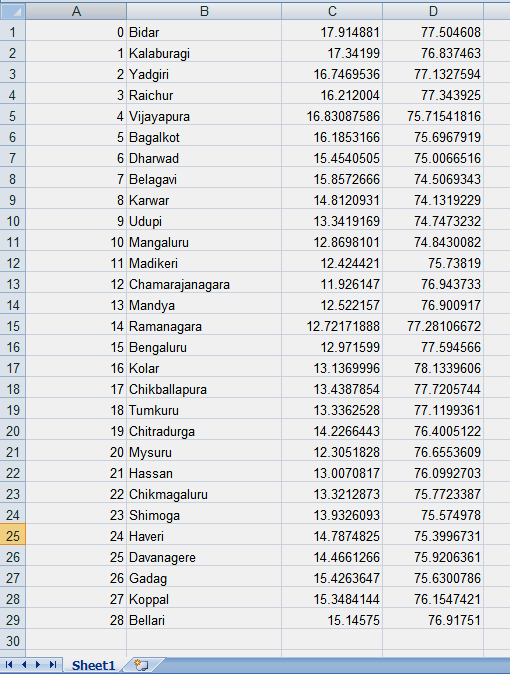 A B C D
1 0 Bidar 17.914881 77.504608
2 1 Kalaburagi 17.34199 76.837463
3 2 Yadgiri 16.7469536 77.1327594
4 3 Raichur 16.212004 77.343925
5 4 Vijayapura 16.83087586 75.71541816
6 5 Bagalkot 16.1853166 75.6967919
7 6 Dharwad 15.4540505 75.0066516
8 7 Belagavi 15.8572666 74.5069343
9 8 Karwar 14.8120931 74.1319229
10 9 Udupi 13.3419169 74.7473232
11 10 Mangaluru 12.8698101 74.8430082
12 11 Madikeri 12.424421 75.73819
13 12 Chamarajanagara 11.926147 76.943733
14 13 Mandya 12.522157 76.900917
15 14 Ramanagara 12.72171888 77.28106672
16 15 Bengaluru 12.971599 77.594566
17 16 Kolar 13.1369996 78.1339606
18 17 Chikballapura 13.4387854 77.7205744
19 18 Tumkuru 13.3362528 77.1199361
20 19 Chitradurga 14.2266443 76.4005122
21 20 Mysuru 12.3051828 76.6553609
22 21 Hassan 13.0070817 76.0992703
23 22 Chikmagaluru 13.3212873 75.7723387
24 23 Shimoga 13.9326093 75.574978
25 24 Haveri 14.7874825 75.3996731
26 25 Davanagere 14.4661266 75.9206361
27 26 Gadag 15.4263647 75.6300786
28 27 Koppal 15.3484144 76.1547421
29 28 Bellari 15.14575 76.91751
30
Sheet1